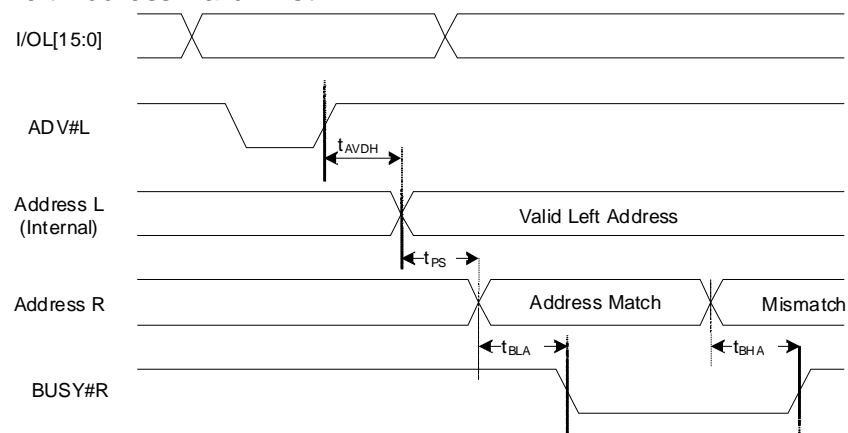 I/OL[15:0]
ADV#L
tAVDH
Address L
(Internal)
Valid Left Address
tPS
Address R
Address Match
Mismatch
tBLA
tBHA
BUSY#R